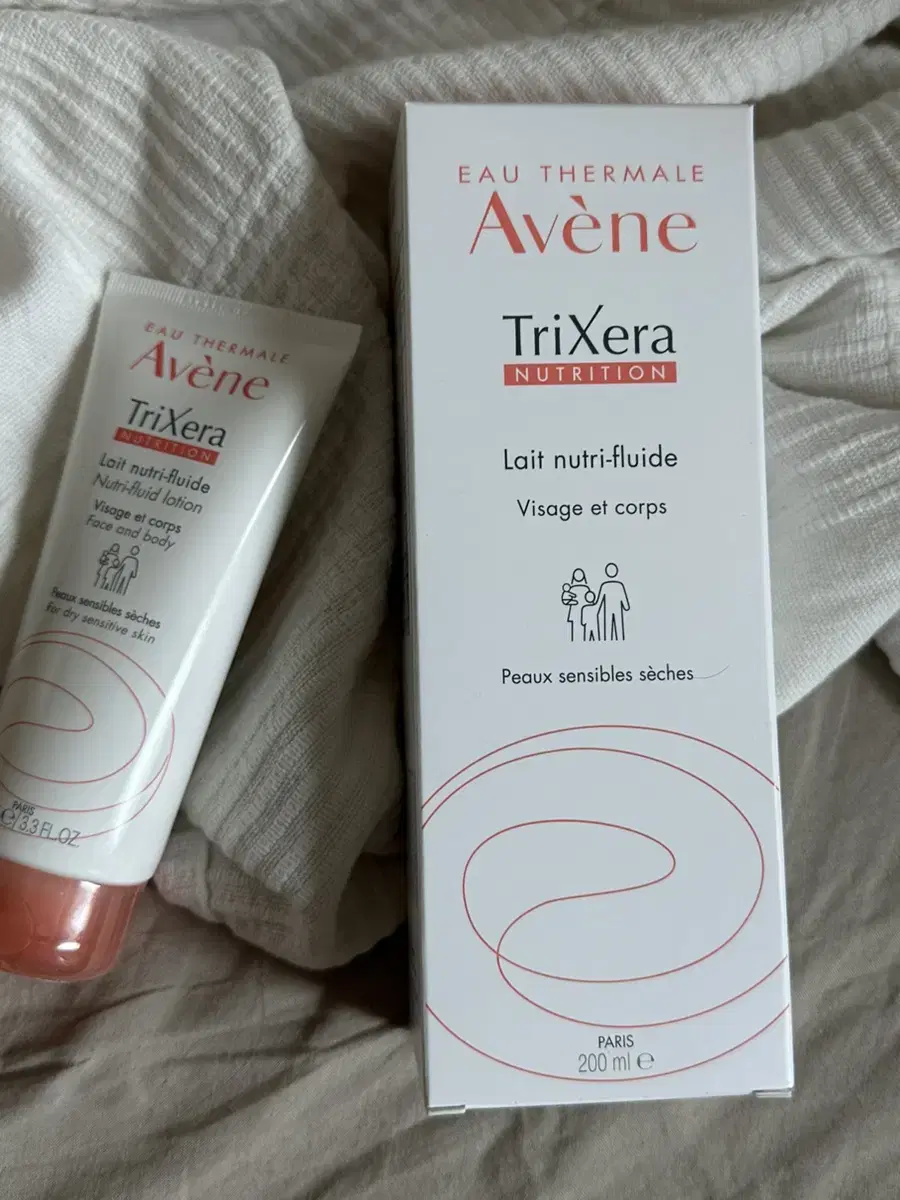 EAU THERMALE
Avène
TriXera
NUTRITION
Lait nutri-fluide
Nutri-fluid lotion
Visage et corps
Face and body
Peaux sensibles sèches
For dry sensitive skin
PARIS
e/3.3 FL.OZ.
EAU THERMALE
Avène
TriXera
NUTRITION
Lait nutri-fluide
Visage et corps
Peaux sensibles sèches
PARIS
200 ml e